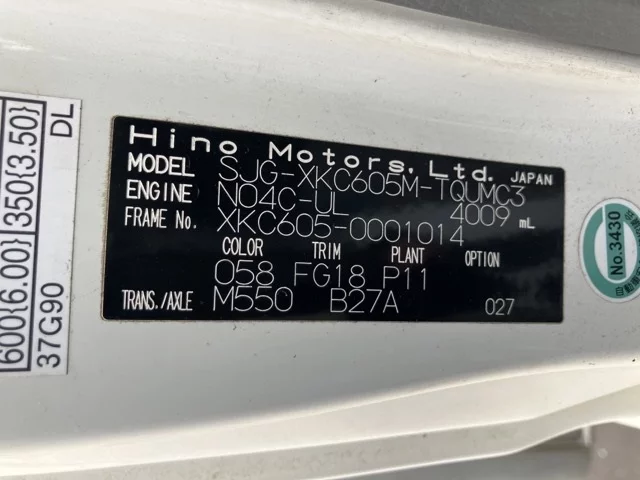 Hino Motors, Ltd. JAPAN
MODEL SJG-XKC605M-TQUMC3
ENGINE N04C-UL 4009 mL
FRAME No. XKC605-0001014
COLOR TRIM PLANT OPTION
058 FG18 P11
TRANS./AXLE M550 B27A 027
600{6.00} 350{3.50}
37G90 DL
No.3430